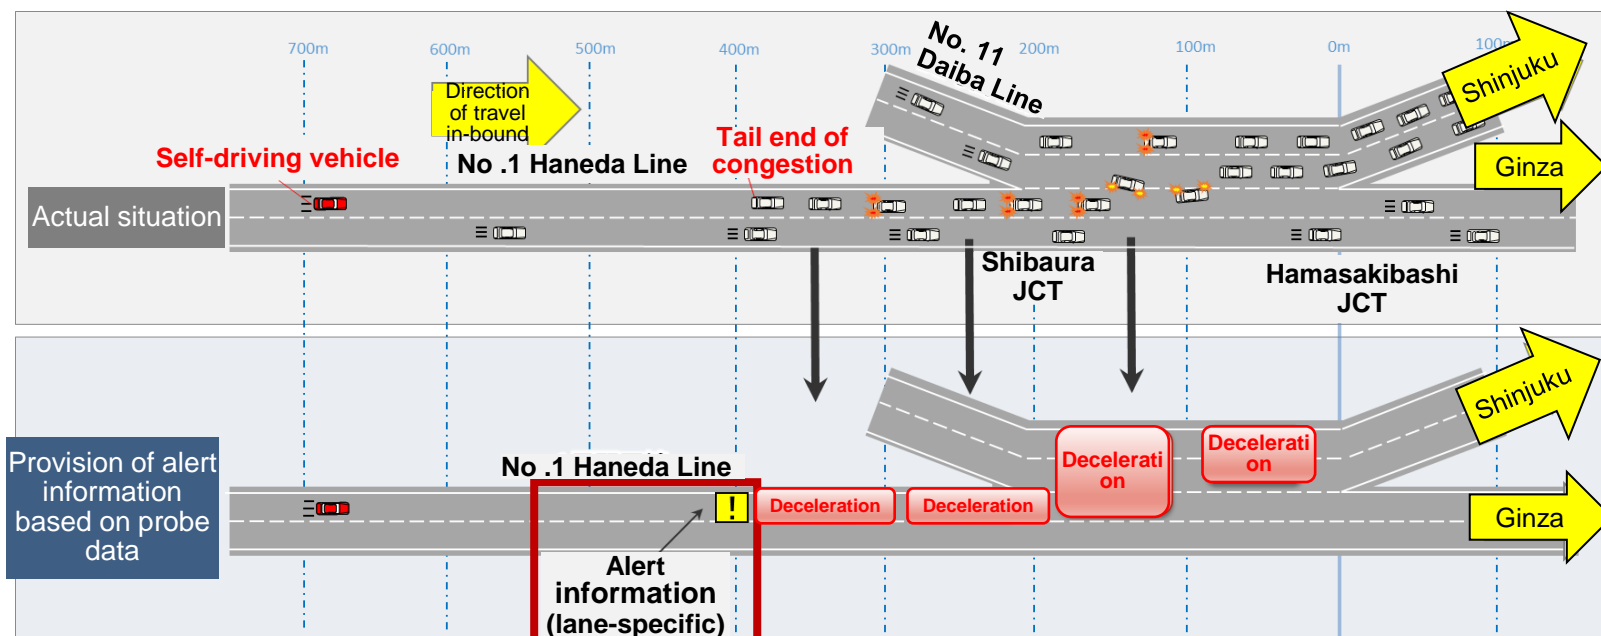 700m
600m
500m
400m
300m
200m
100m
0m
100m
No. 11
Daiba Line
Shinjuku
Direction
of travel
in-bound
Self-driving vehicle
No .1 Haneda Line
Tail end of
congestion
Ginza
Actual situation
Shibaura
JCT
Hamasakibashi
JCT
Shinjuku
Provision of alert
information
based on probe
data
No .1 Haneda Line
!
Deceleration
Deceleration
Decelerati
on
Decelerati
on
Ginza
Alert
information
(lane-specific)